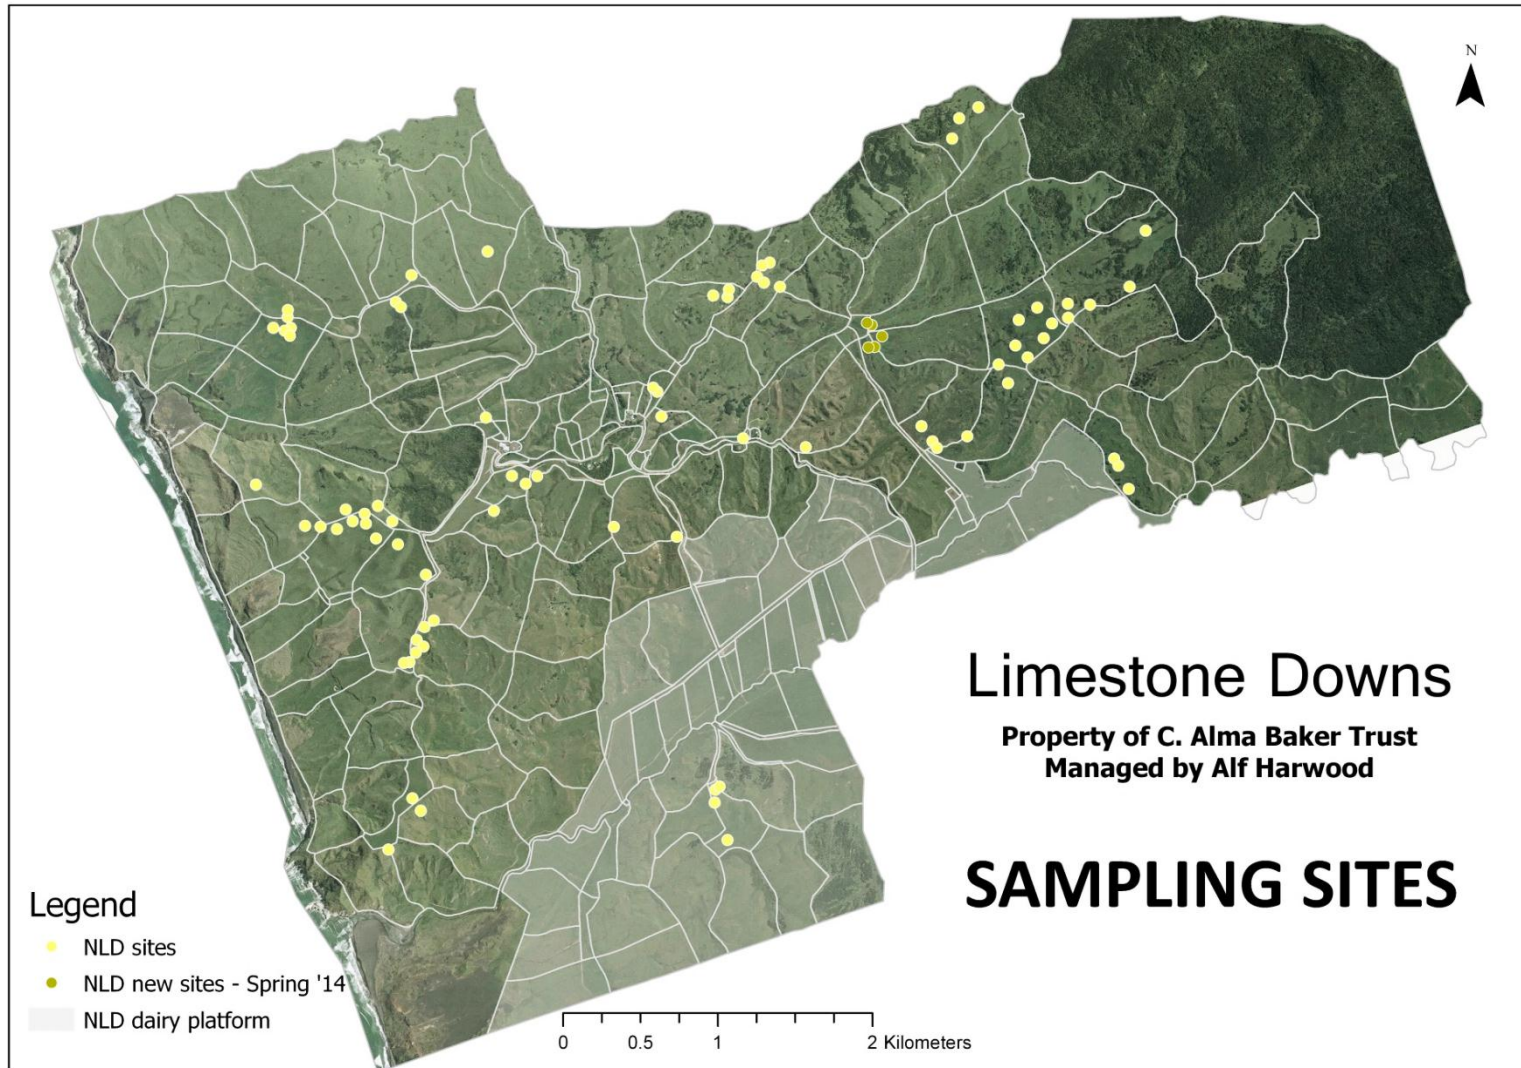 N
Limestone Downs
Property of C. Alma Baker Trust
Managed by Alf Harwood
SAMPLING SITES
Legend
NLD sites
NLD new sites - Spring '14
NLD dairy platform
0 0.5 1 2 Kilometers